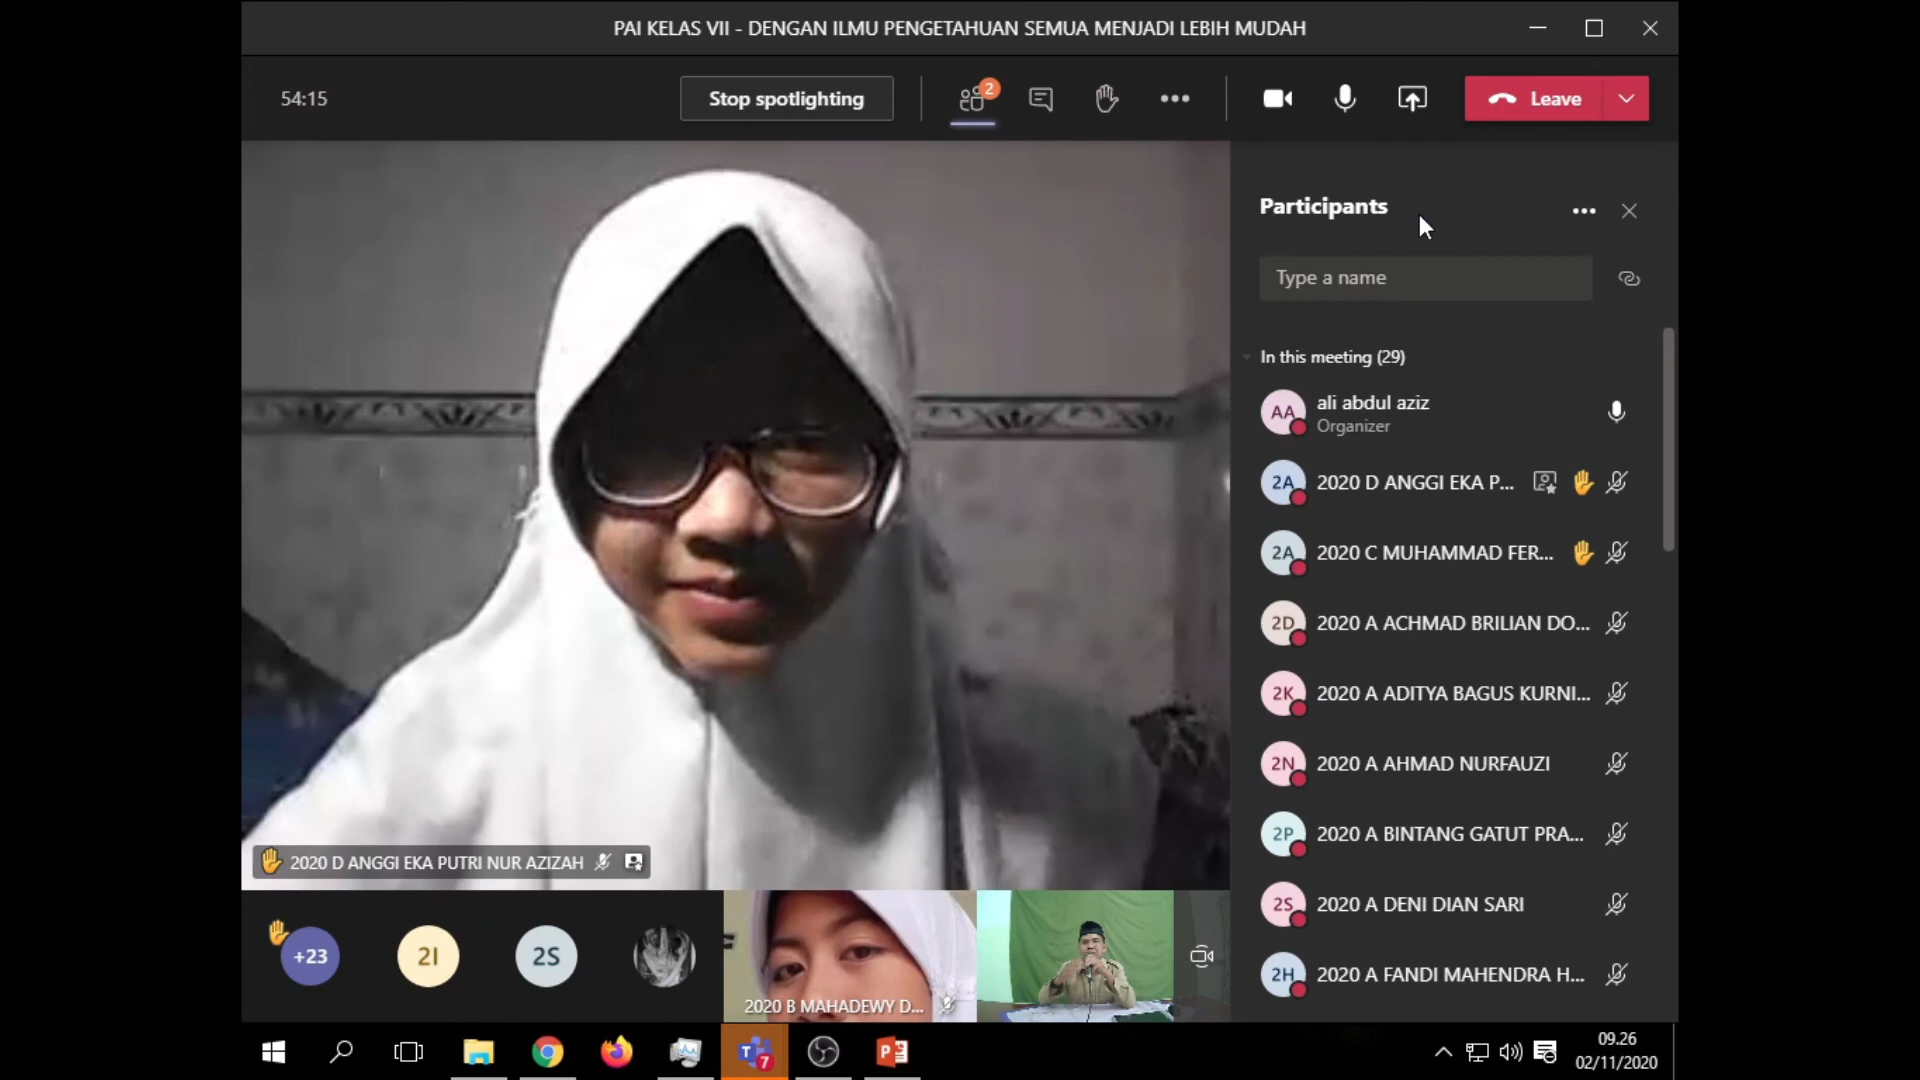 PAI KELAS VII - DENGAN ILMU PENGETAHUAN SEMUA MENJADI LEBIH MUDAH
54:15
Stop spotlighting
2
Leave
Participants
Type a name
In this meeting (29)
AA
ali abdul aziz
Organizer
2A
2020 D ANGGI EKA P...
2A
2020 C MUHAMMAD FER...
2D
2020 A ACHMAD BRILIAN DO...
2K
2020 A ADITYA BAGUS KURNI...
2N
2020 A AHMAD NURFAUZI
2P
2020 A BINTANG GATUT PRA...
2S
2020 A DENI DIAN SARI
2H
2020 A FANDI MAHENDRA H...
2020 D ANGGI EKA PUTRI NUR AZIZAH
+23
2I
2S
2020 B MAHADEWY D...
7
09.26
02/11/2020